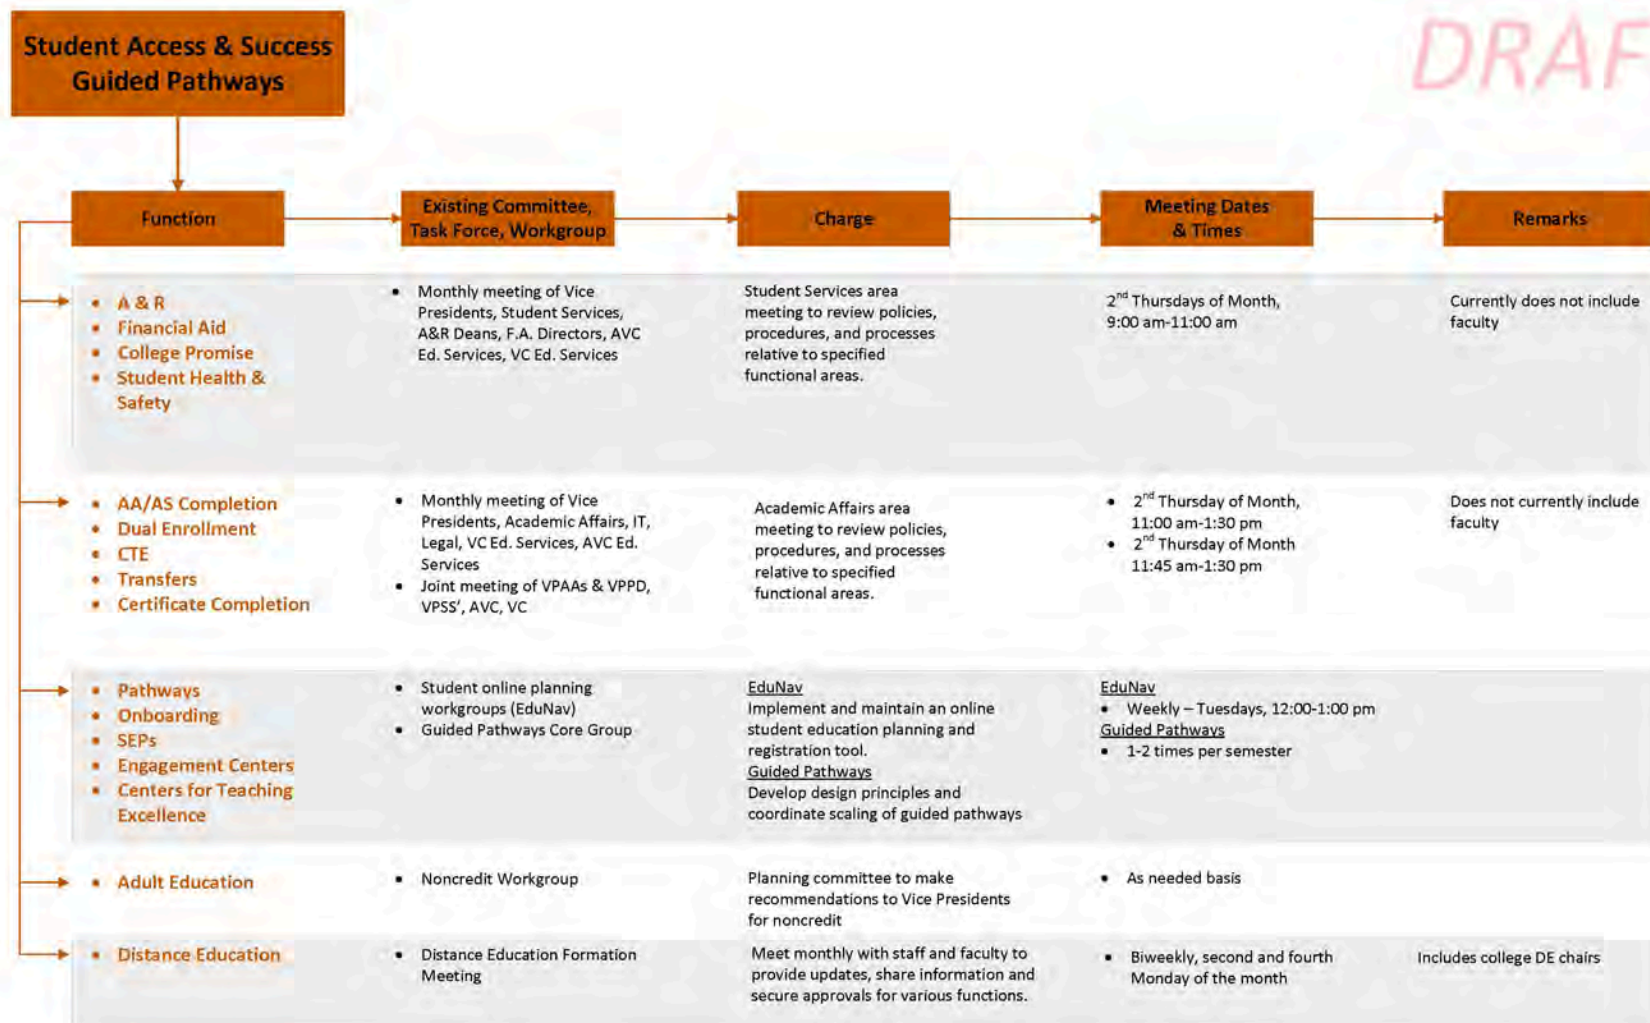 Student Access & Success
Guided Pathways
DRAF
Function
Existing Committee,
Task Force, Workgroup
Charge
Meeting Dates
& Times
Remarks
• A & R
• Financial Aid
• College Promise
• Student Health &
Safety
• Monthly meeting of Vice
Presidents, Student Services,
A&R Deans, F.A. Directors, AVC
Ed. Services, VC Ed. Services
Student Services area
meeting to review policies,
procedures, and processes
relative to specified
functional areas.
2nd Thursdays of Month,
9:00 am-11:00 am
Currently does not include
faculty
• AA/AS Completion
• Dual Enrollment
• CTE
• Transfers
• Certificate Completion
• Monthly meeting of Vice
Presidents, Academic Affairs, IT,
Legal, VC Ed. Services, AVC Ed.
Services
• Joint meeting of VPAAs & VPPD,
VPSS', AVC, VC
Academic Affairs area
meeting to review policies,
procedures, and processes
relative to specified
functional areas.
• 2nd Thursday of Month,
11:00 am-1:30 pm
• 2nd Thursday of Month
11:45 am-1:30 pm
Does not currently include
faculty
• Pathways
• Onboarding
• SEPs
• Engagement Centers
• Centers for Teaching
Excellence
• Student online planning
workgroups (EduNav)
• Guided Pathways Core Group
EduNav
Implement and maintain an online
student education planning and
registration tool.
Guided Pathways
Develop design principles and
coordinate scaling of guided pathways
EduNav
• Weekly – Tuesdays, 12:00-1:00 pm
Guided Pathways
• 1-2 times per semester
• Adult Education
• Noncredit Workgroup
Planning committee to make
recommendations to Vice Presidents
for noncredit
• As needed basis
• Distance Education
• Distance Education Formation
Meeting
Meet monthly with staff and faculty to
provide updates, share information and
secure approvals for various functions.
• Biweekly, second and fourth
Monday of the month
Includes college DE chairs